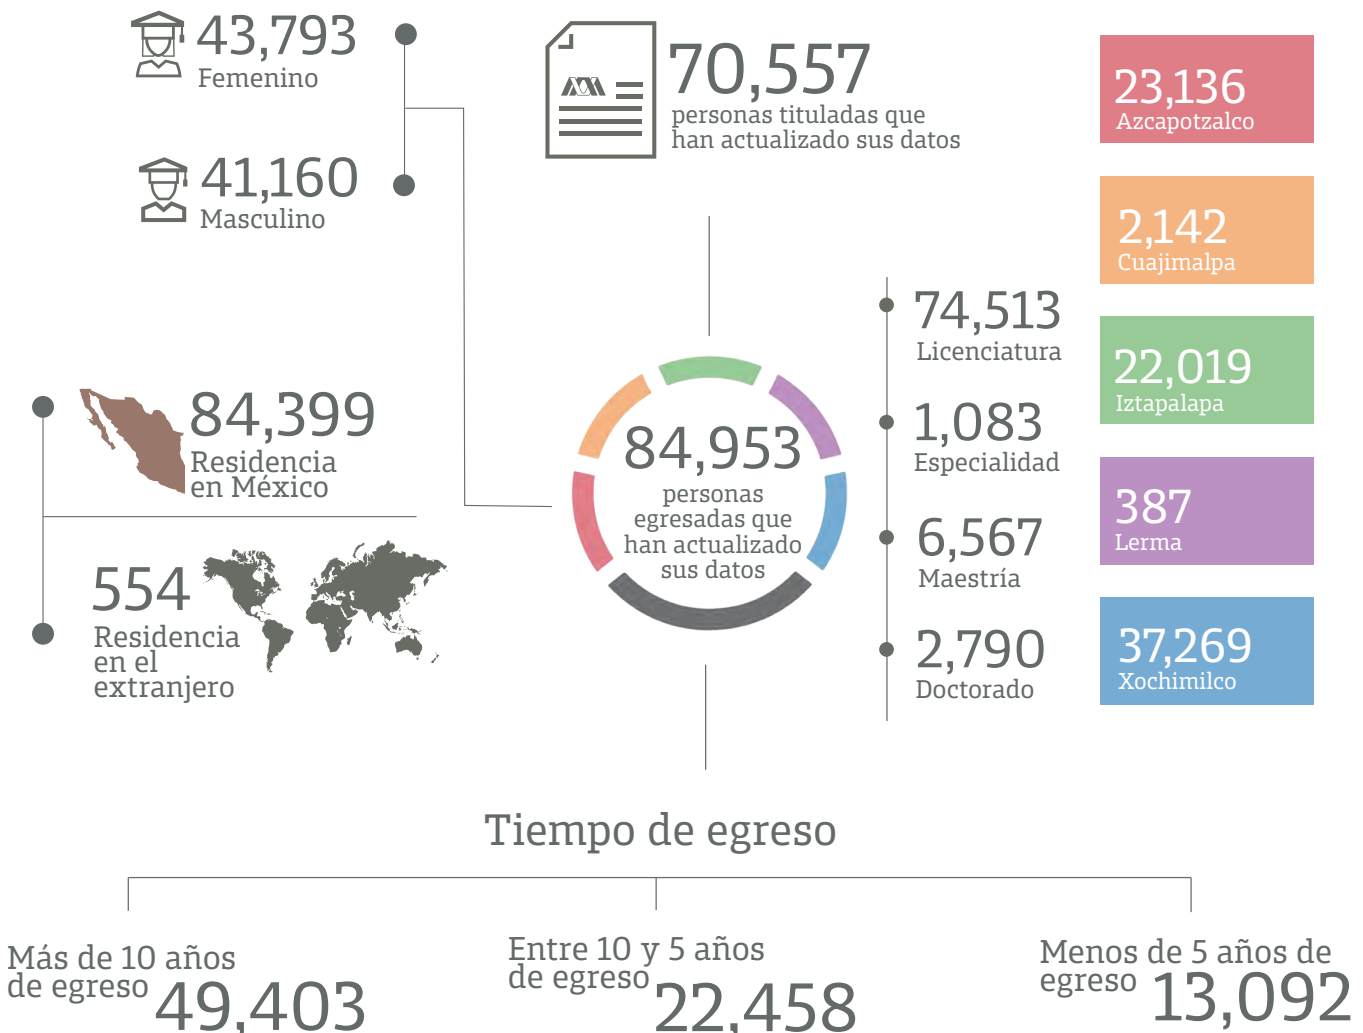 43,793
Femenino
41,160
Masculino
70,557
personas tituladas que
han actualizado sus datos
23,136
Azcapotzalco
2,142
Cuajimalpa
22,019
Iztapalapa
387
Lerma
37,269
Xochimilco
84,399
Residencia
en México
554
Residencia
en el
extranjero
84,953
personas
egresadas que
han actualizado
sus datos
74,513
Licenciatura
1,083
Especialidad
6,567
Maestría
2,790
Doctorado
Tiempo de egreso
Más de 10 años
de egreso 49,403
Entre 10 y 5 años
de egreso 22,458
Menos de 5 años de
egreso 13,092